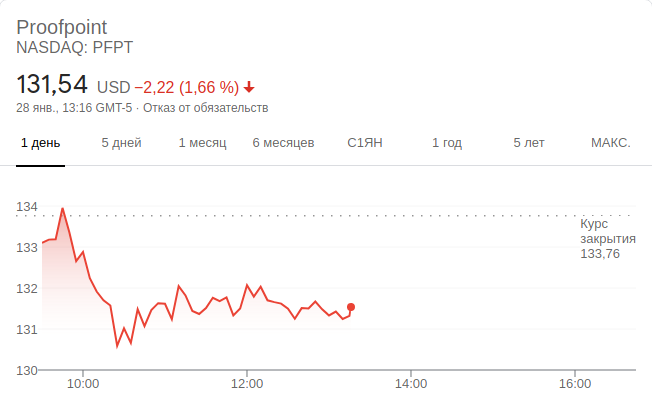 Proofpoint
NASDAQ: PFPT
131,54 USD −2,22 (1,66 %)
28 янв., 13:16 GMT-5 · Отказ от обязательств
1 день 5 дней 1 месяц 6 месяцев С1ЯН 1 год 5 лет МАКС.
134
Курс
закрытия
133,76
133
132
131
130
10:00 12:00 14:00 16:00